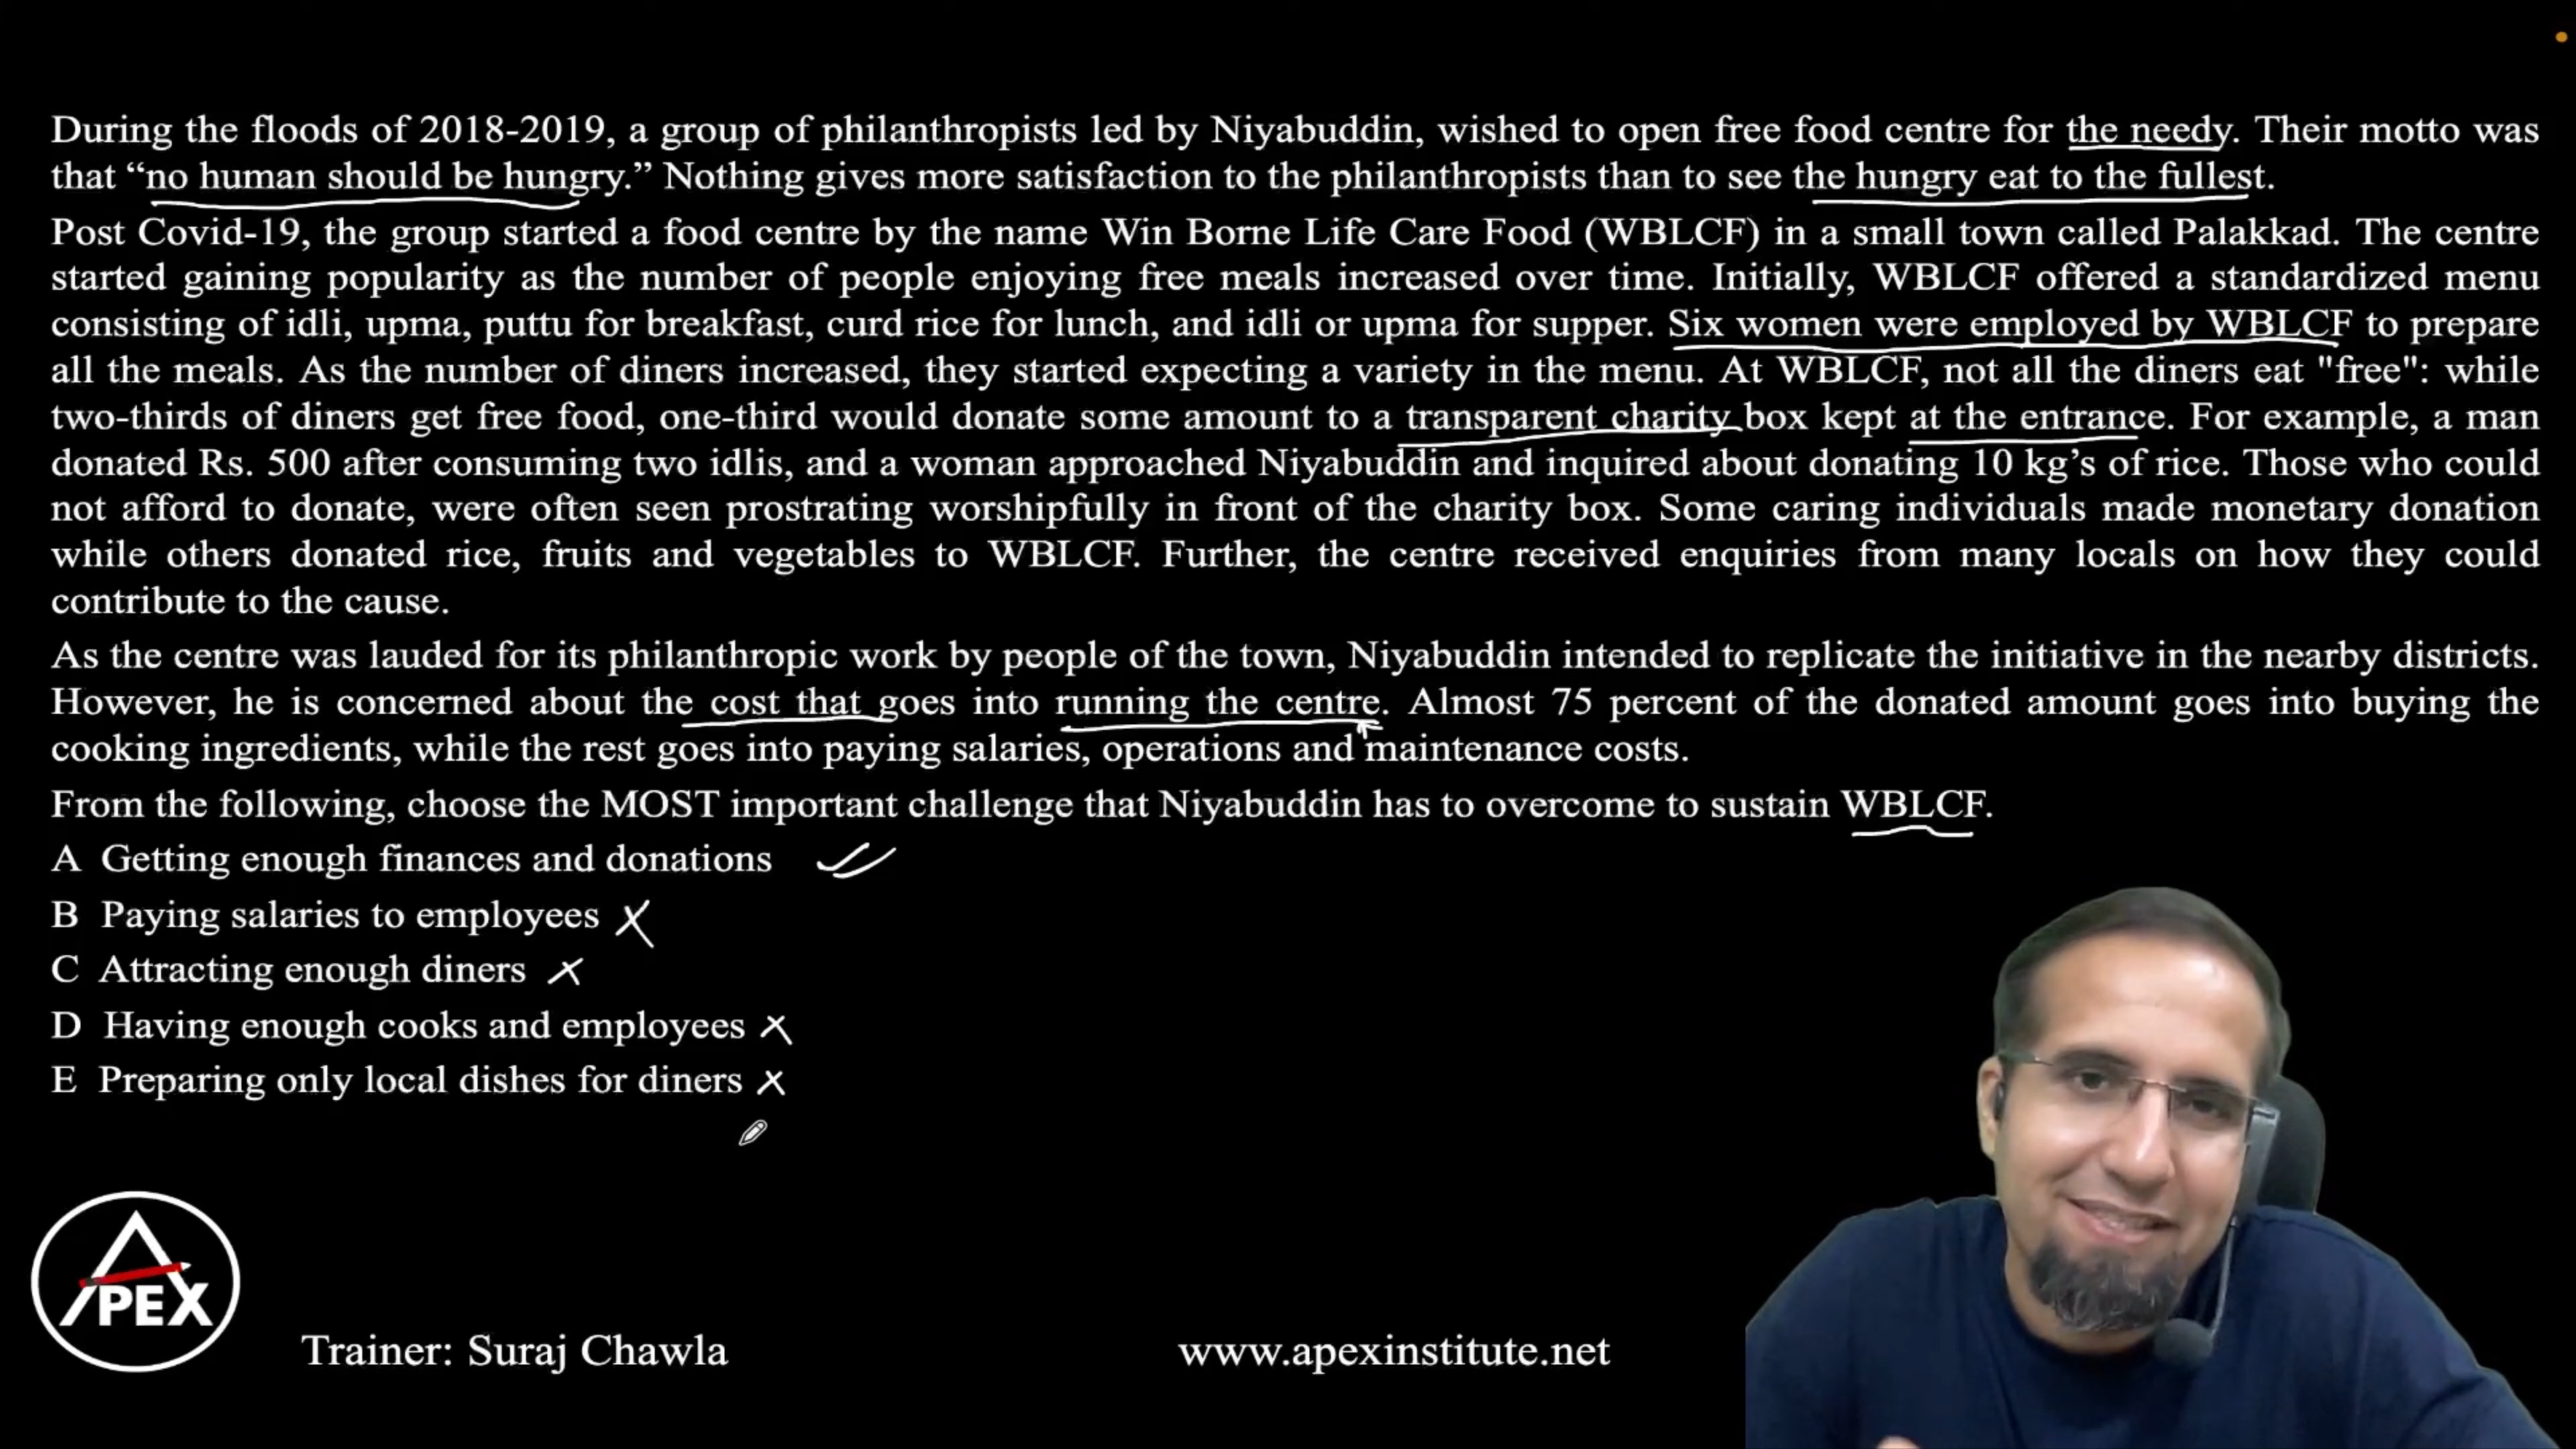 During the floods of 2018-2019, a group of philanthropists led by Niyabuddin, wished to open free food centre for the needy. Their motto was
that “no human should be hungry.” Nothing gives more satisfaction to the philanthropists than to see the hungry eat to the fullest.
Post Covid-19, the group started a food centre by the name Win Borne Life Care Food (WBLCF) in a small town called Palakkad. The centre
started gaining popularity as the number of people enjoying free meals increased over time. Initially, WBLCF offered a standardized menu
consisting of idli, upma, puttu for breakfast, curd rice for lunch, and idli or upma for supper. Six women were employed by WBLCF to prepare
all the meals. As the number of diners increased, they started expecting a variety in the menu. At WBLCF, not all the diners eat "free": while
two-thirds of diners get free food, one-third would donate some amount to a transparent charity box kept at the entrance. For example, a man
donated Rs. 500 after consuming two idlis, and a woman approached Niyabuddin and inquired about donating 10 kg’s of rice. Those who could
not afford to donate, were often seen prostrating worshipfully in front of the charity box. Some caring individuals made monetary donation
while others donated rice, fruits and vegetables to WBLCF. Further, the centre received enquiries from many locals on how they could
contribute to the cause.
As the centre was lauded for its philanthropic work by people of the town, Niyabuddin intended to replicate the initiative in the nearby districts.
However, he is concerned about the cost that goes into running the centre. Almost 75 percent of the donated amount goes into buying the
cooking ingredients, while the rest goes into paying salaries, operations and maintenance costs.
From the following, choose the MOST important challenge that Niyabuddin has to overcome to sustain WBLCF.
A Getting enough finances and donations
B Paying salaries to employees
C Attracting enough diners
D Having enough cooks and employees
E Preparing only local dishes for diners
APEX
Trainer: Suraj Chawla
www.apexinstitute.net